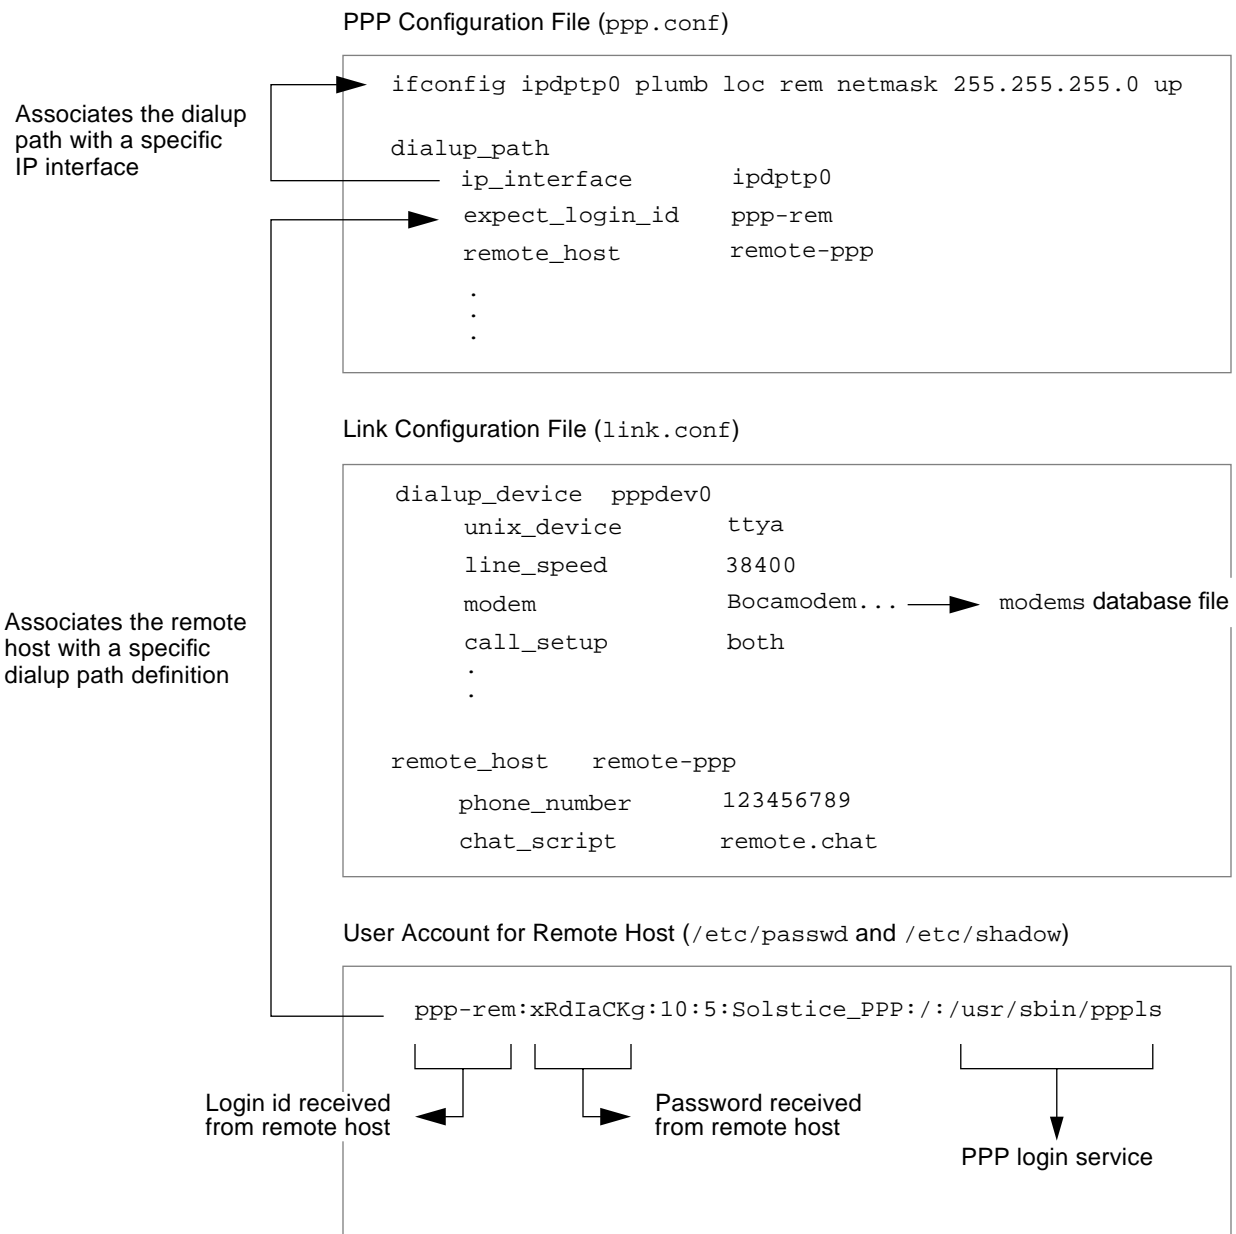 PPP Configuration File (ppp.conf)
ifconfig ipdptp0 plumb loc rem netmask 255.255.255.0 up
Associates the dialup
path with a specific
IP interface
dialup_path
ip_interface ipdptp0
expect_login_id ppp-rem
remote_host remote-ppp
.
.
.
Link Configuration File (link.conf)
dialup_device pppdev0
unix_device ttya
line_speed 38400
modem Bocamodem... modems database file
call_setup both
.
.
Associates the remote
host with a specific
dialup path definition
remote_host remote-ppp
phone_number 123456789
chat_script remote.chat
User Account for Remote Host (/etc/passwd and /etc/shadow)
ppp-rem:xRdIaCKg:10:5:Solstice_PPP:/:/usr/sbin/pppls
Login id received
from remote host
Password received
from remote host
PPP login service